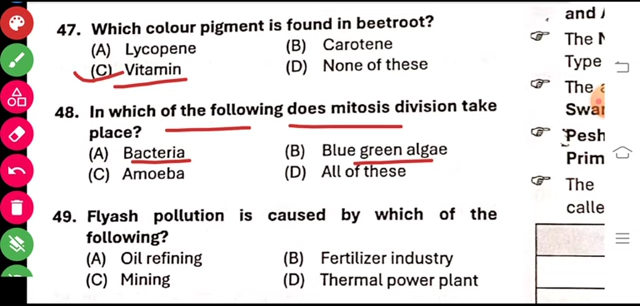 47. Which colour pigment is found in beetroot?
(A) Lycopene (B) Carotene
(C) Vitamin (D) None of these
48. In which of the following does mitosis division take
place?
(A) Bacteria (B) Blue green algae
(C) Amoeba (D) All of these
49. Flyash pollution is caused by which of the
following?
(A) Oil refining (B) Fertilizer industry
(C) Mining (D) Thermal power plant
and
The
Type
The
Pesh
Prim
The
calle